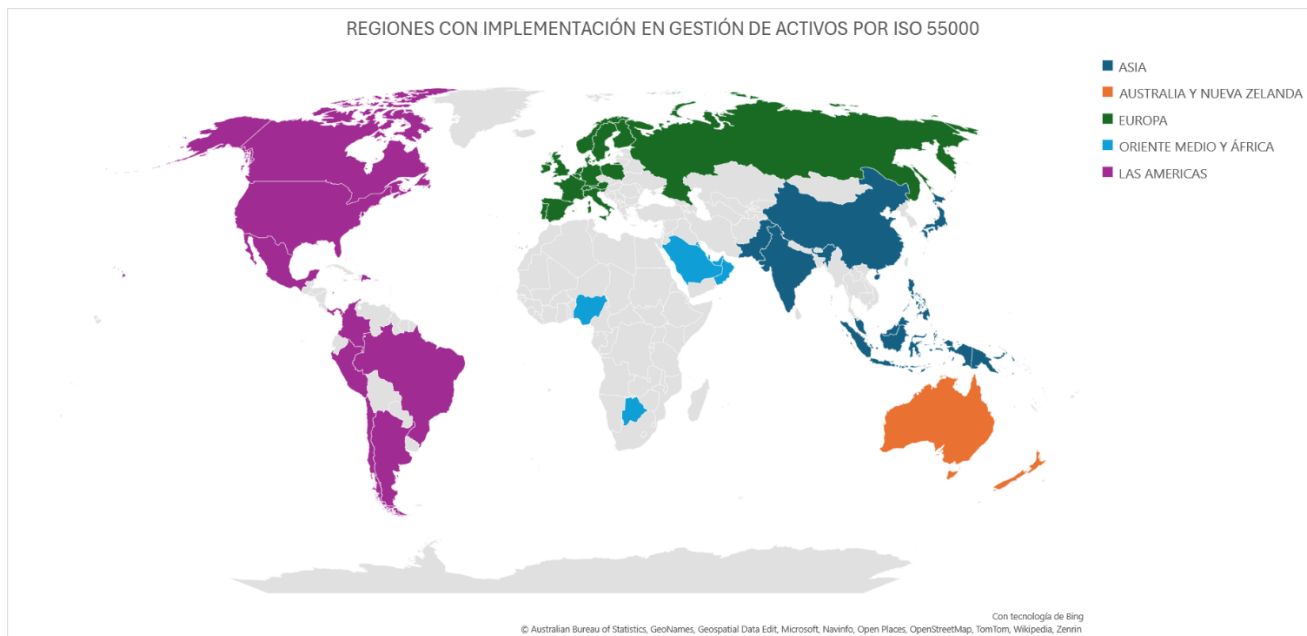 REGIONES CON IMPLEMENTACIÓN EN GESTIÓN DE ACTIVOS POR ISO 55000
ASIA
AUSTRALIA Y NUEVA ZELANDA
EUROPA
ORIENTE MEDIO Y ÁFRICA
LAS AMERICAS
Con tecnología de Bing
© Australian Bureau of Statistics, GeoNames, Geospatial Data Edit, Microsoft, Navinfo, Open Places, OpenStreetMap, TomTom, Wikipedia, Zenrin